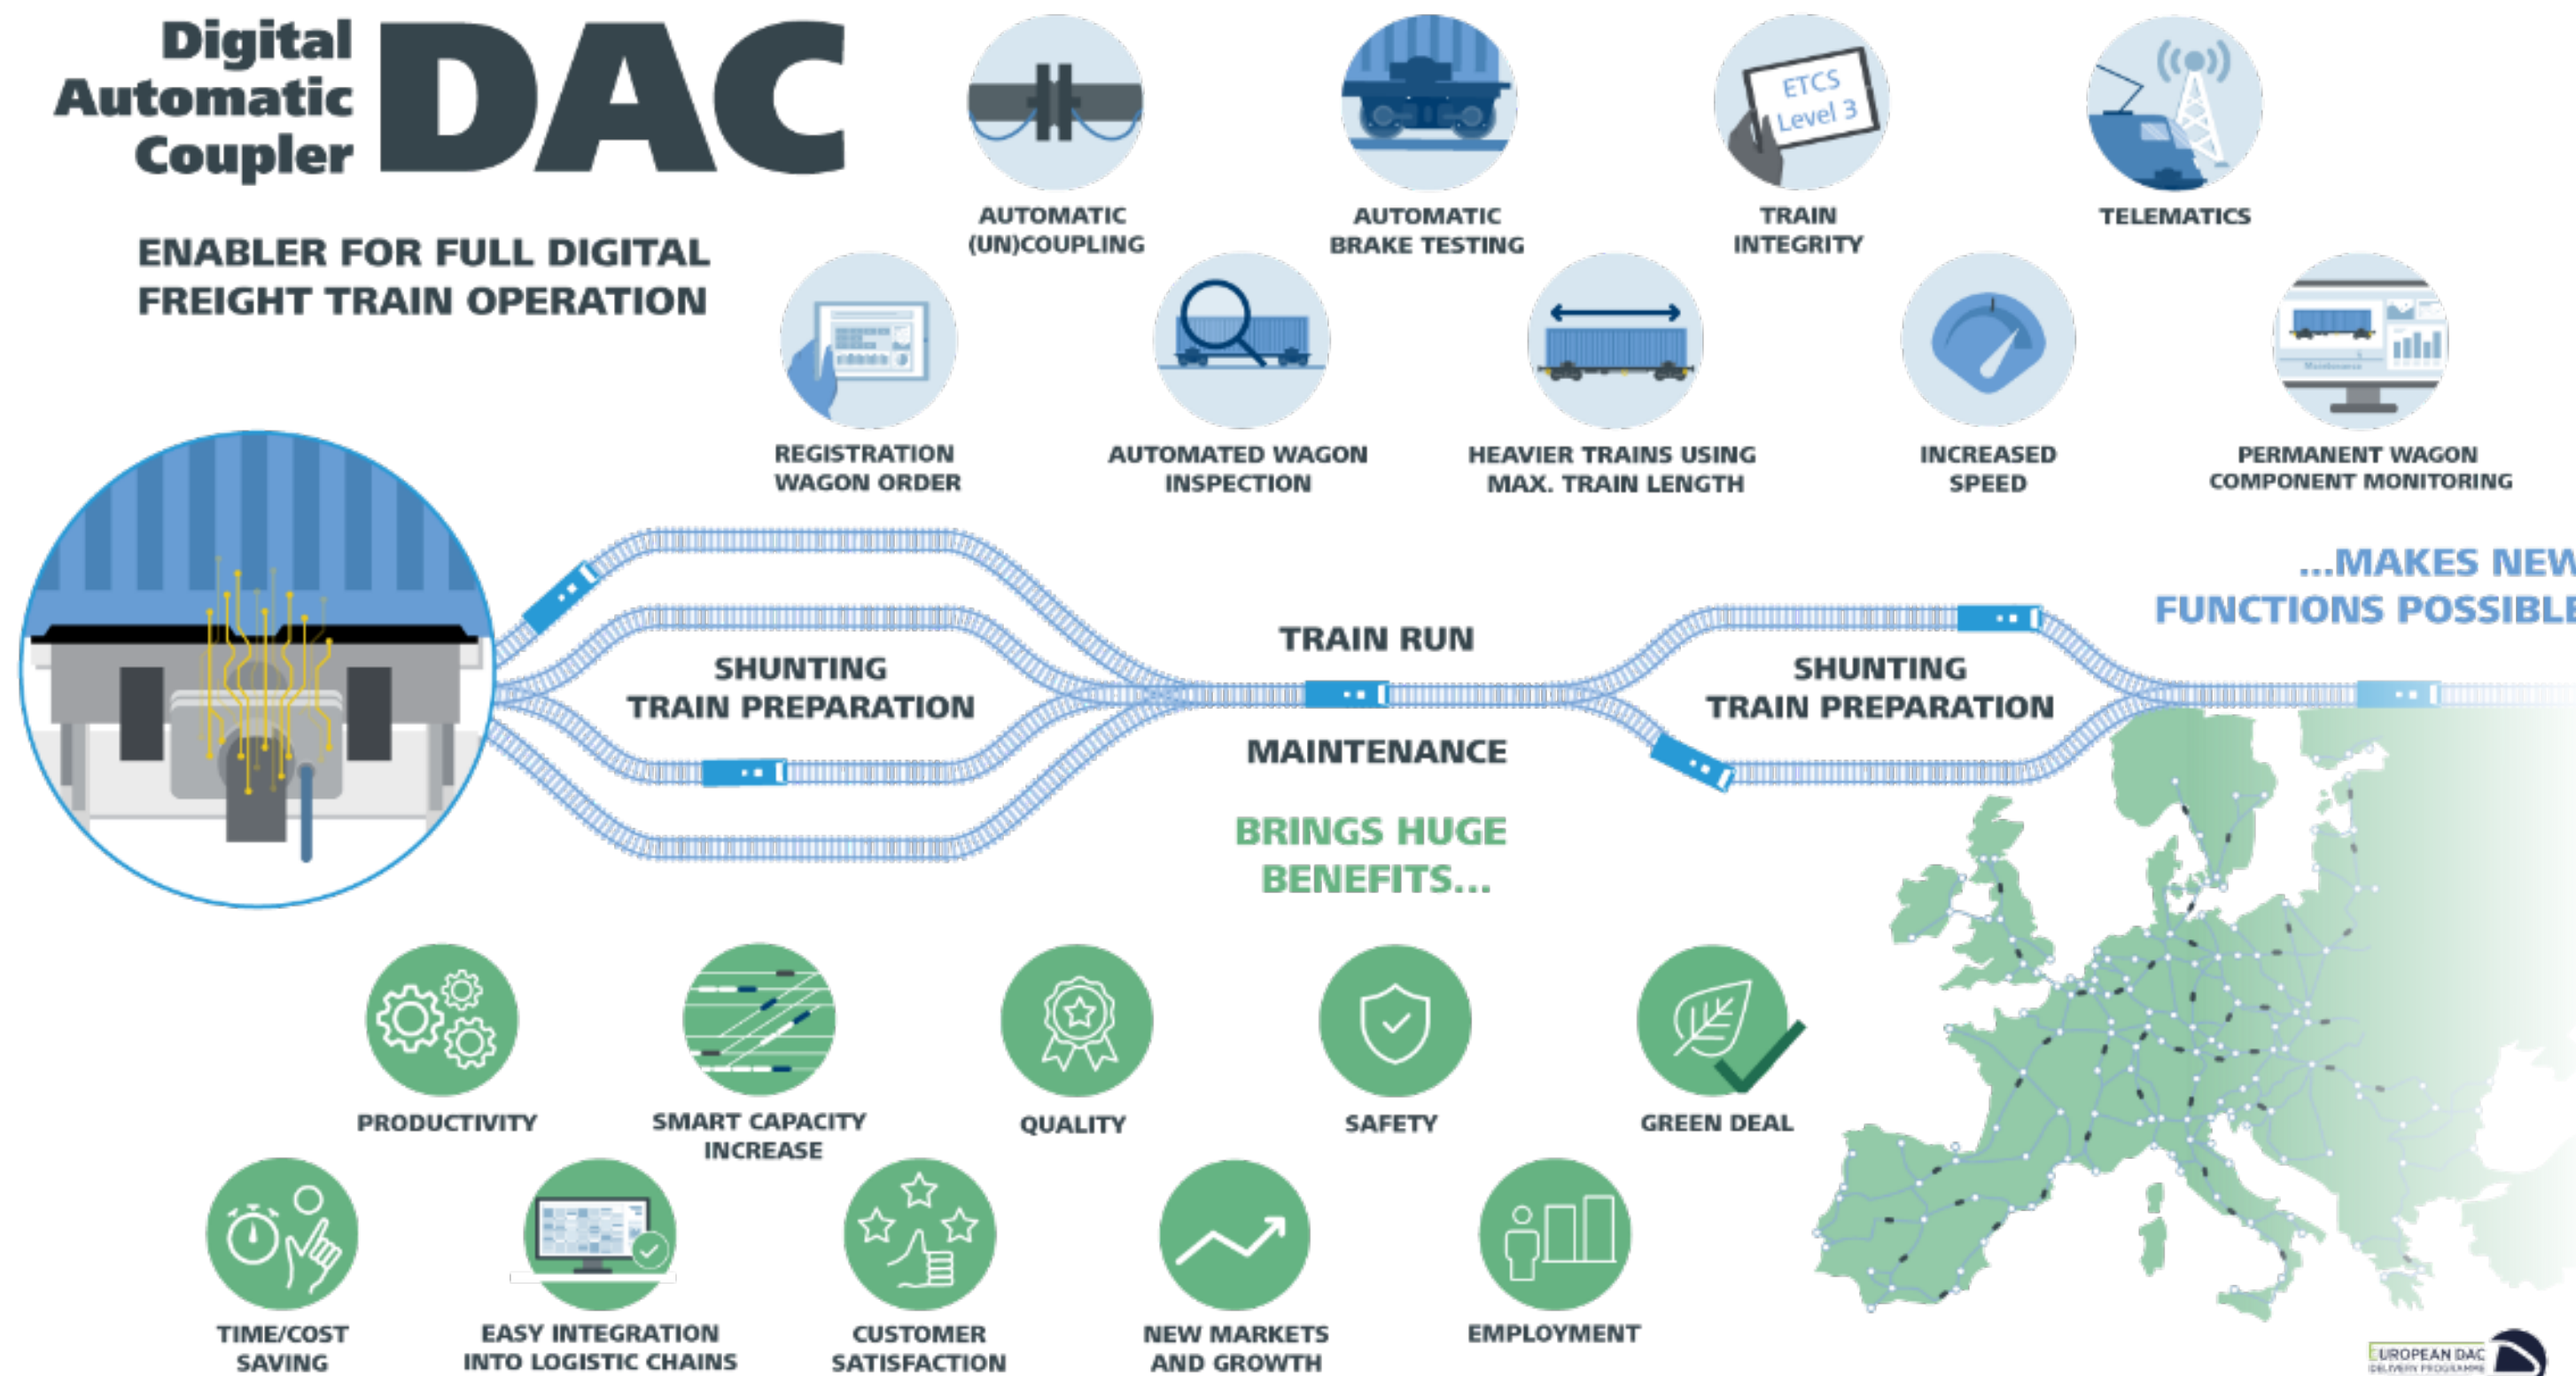 Digital
Automatic
Coupler
DAC
ENABLER FOR FULL DIGITAL
FREIGHT TRAIN OPERATION
AUTOMATIC
(UN)COUPLING
AUTOMATIC
BRAKE TESTING
ETCS
Level 3
TRAIN
INTEGRITY
TELEMATICS
REGISTRATION
WAGON ORDER
AUTOMATED WAGON
INSPECTION
HEAVIER TRAINS USING
MAX. TRAIN LENGTH
INCREASED
SPEED
Maintenance
PERMANENT WAGON
COMPONENT MONITORING
...MAKES NEW
FUNCTIONS POSSIBLE
SHUNTING
TRAIN PREPARATION
TRAIN RUN
MAINTENANCE
SHUNTING
TRAIN PREPARATION
BRINGS HUGE
BENEFITS...
PRODUCTIVITY
SMART CAPACITY
INCREASE
QUALITY
SAFETY
GREEN DEAL
TIME/COST
SAVING
EASY INTEGRATION
INTO LOGISTIC CHAINS
CUSTOMER
SATISFACTION
NEW MARKETS
AND GROWTH
EMPLOYMENT
EUROPEAN DAC
DELIVERY PROGRAMME